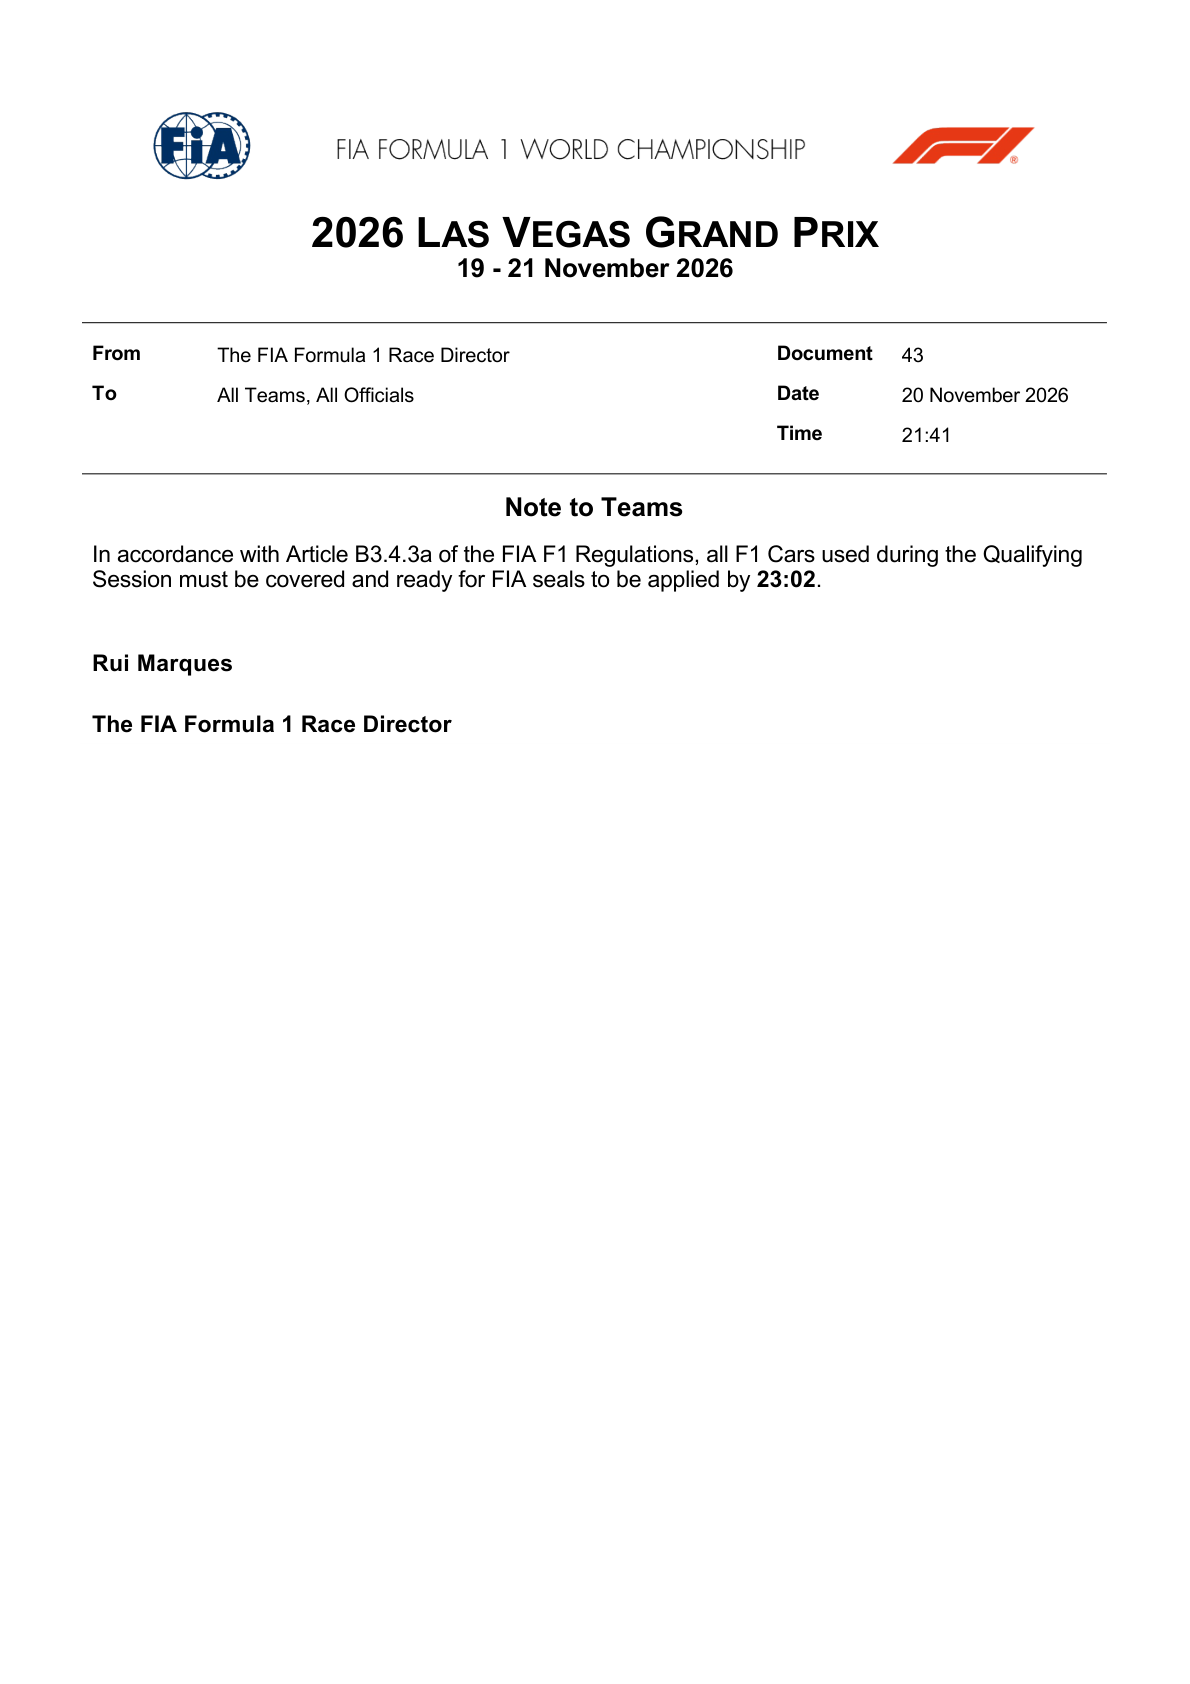 FiA
FIA FORMULA 1 WORLD CHAMPIONSHIP
F1®
2026 LAS VEGAS GRAND PRIX
19 - 21 November 2026
From The FIA Formula 1 Race Director Document 43
To All Teams, All Officials Date 20 November 2026
Time 21:41
Note to Teams
In accordance with Article B3.4.3a of the FIA F1 Regulations, all F1 Cars used during the Qualifying
Session must be covered and ready for FIA seals to be applied by 23:02.
Rui Marques
The FIA Formula 1 Race Director